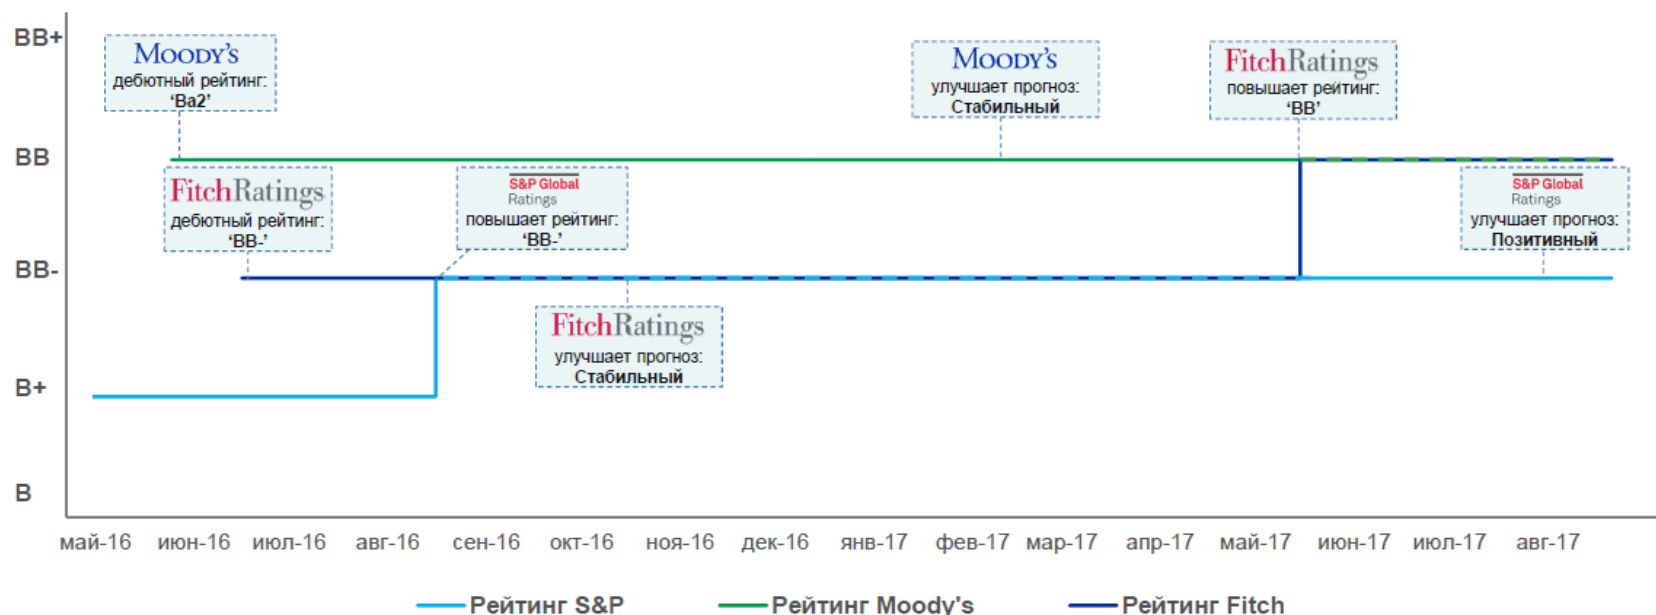 BB+
MOODY'S
дебютный рейтинг:
'Ba2'
MOODY'S
улучшает прогноз:
Стабильный
FitchRatings
повышает рейтинг:
'BB'
BB
FitchRatings
дебютный рейтинг:
'BB-'
S&P Global
Ratings
повышает рейтинг:
'BB-'
S&P Global
Ratings
улучшает прогноз:
Позитивный
BB-
FitchRatings
улучшает прогноз:
Стабильный
B+
B
май-16 июн-16 июл-16 авг-16 сен-16 окт-16 ноя-16 дек-16 янв-17 фев-17 мар-17 апр-17 май-17 июн-17 июл-17 авг-17
Рейтинг S&P Рейтинг Moody's Рейтинг Fitch